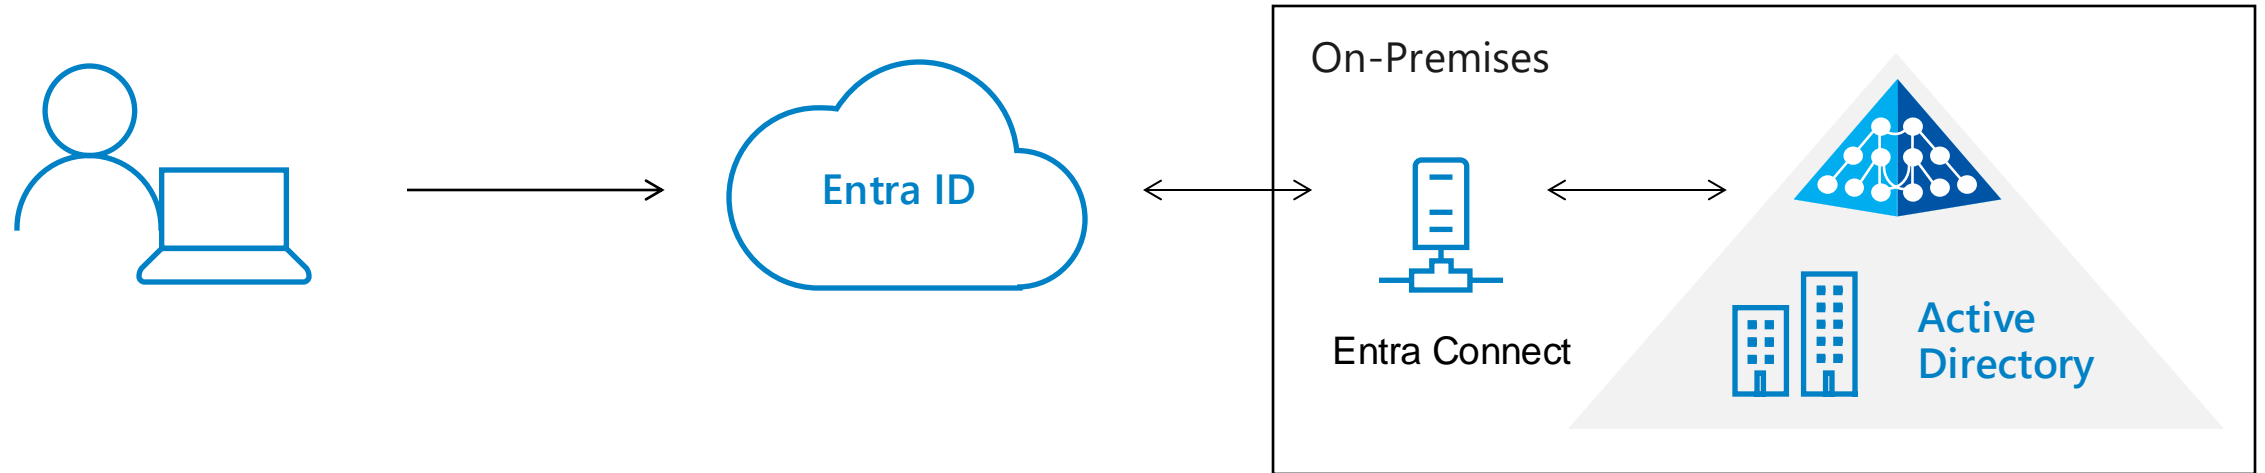 On-Premises
Entra ID
Entra Connect
Active
Directory